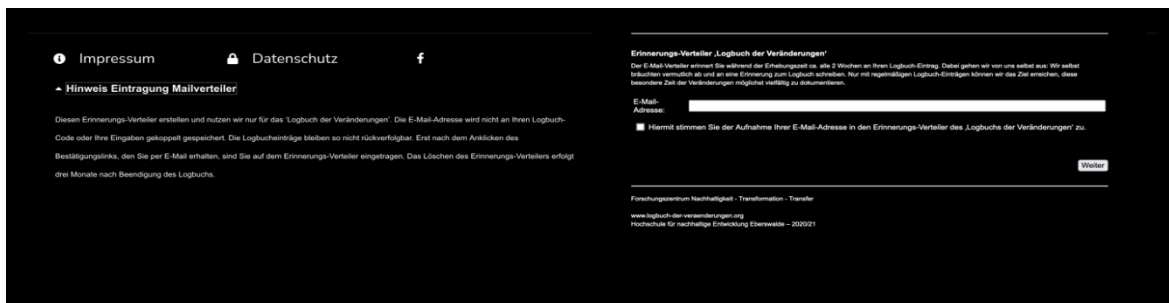 Impressum
Datenschutz
f
Hinweis Eintragung Mailverteiler
Diesen Erinnerungs-Verteiler erstellen und nutzen wir nur für das 'Logbuch der Veränderungen'. Die E-Mail-Adresse wird nicht an Ihren Logbuch-
Code oder Ihre Eingaben gekoppelt gespeichert. Die Logbucheinträge bleiben so nicht rückverfolgbar. Erst nach dem Anklicken des
Bestätigungslinks, den Sie per E-Mail erhalten, sind Sie auf dem Erinnerungs-Verteiler eingetragen. Das Löschen des Erinnerungs-Verteilers erfolgt
drei Monate nach Beendigung des Logbuchs.
Erinnerungs-Verteiler ‚Logbuch der Veränderungen'
Der E-Mail-Verteiler erinnert Sie während der Erhebungszeit ca. alle 2 Wochen an Ihren Logbuch-Eintrag. Dabei gehen wir von uns selbst aus: Wir selbst
bräuchten vermutlich ab und an eine Erinnerung zum Logbuch schreiben. Nur mit regelmäßigen Logbuch-Einträgen können wir das Ziel erreichen, diese
besondere Zeit der Veränderungen möglichst vielfältig zu dokumentieren.
E-Mail-
Adresse:
Hiermit stimmen Sie der Aufnahme Ihrer E-Mail-Adresse in den Erinnerungs-Verteiler des ‚Logbuchs der Veränderungen' zu.
Weiter
Forschungszentrum Nachhaltigkeit - Transformation - Transfer
www.logbuch-der-veraenderungen.org
Hochschule für nachhaltige Entwicklung Eberswalde – 2020/21